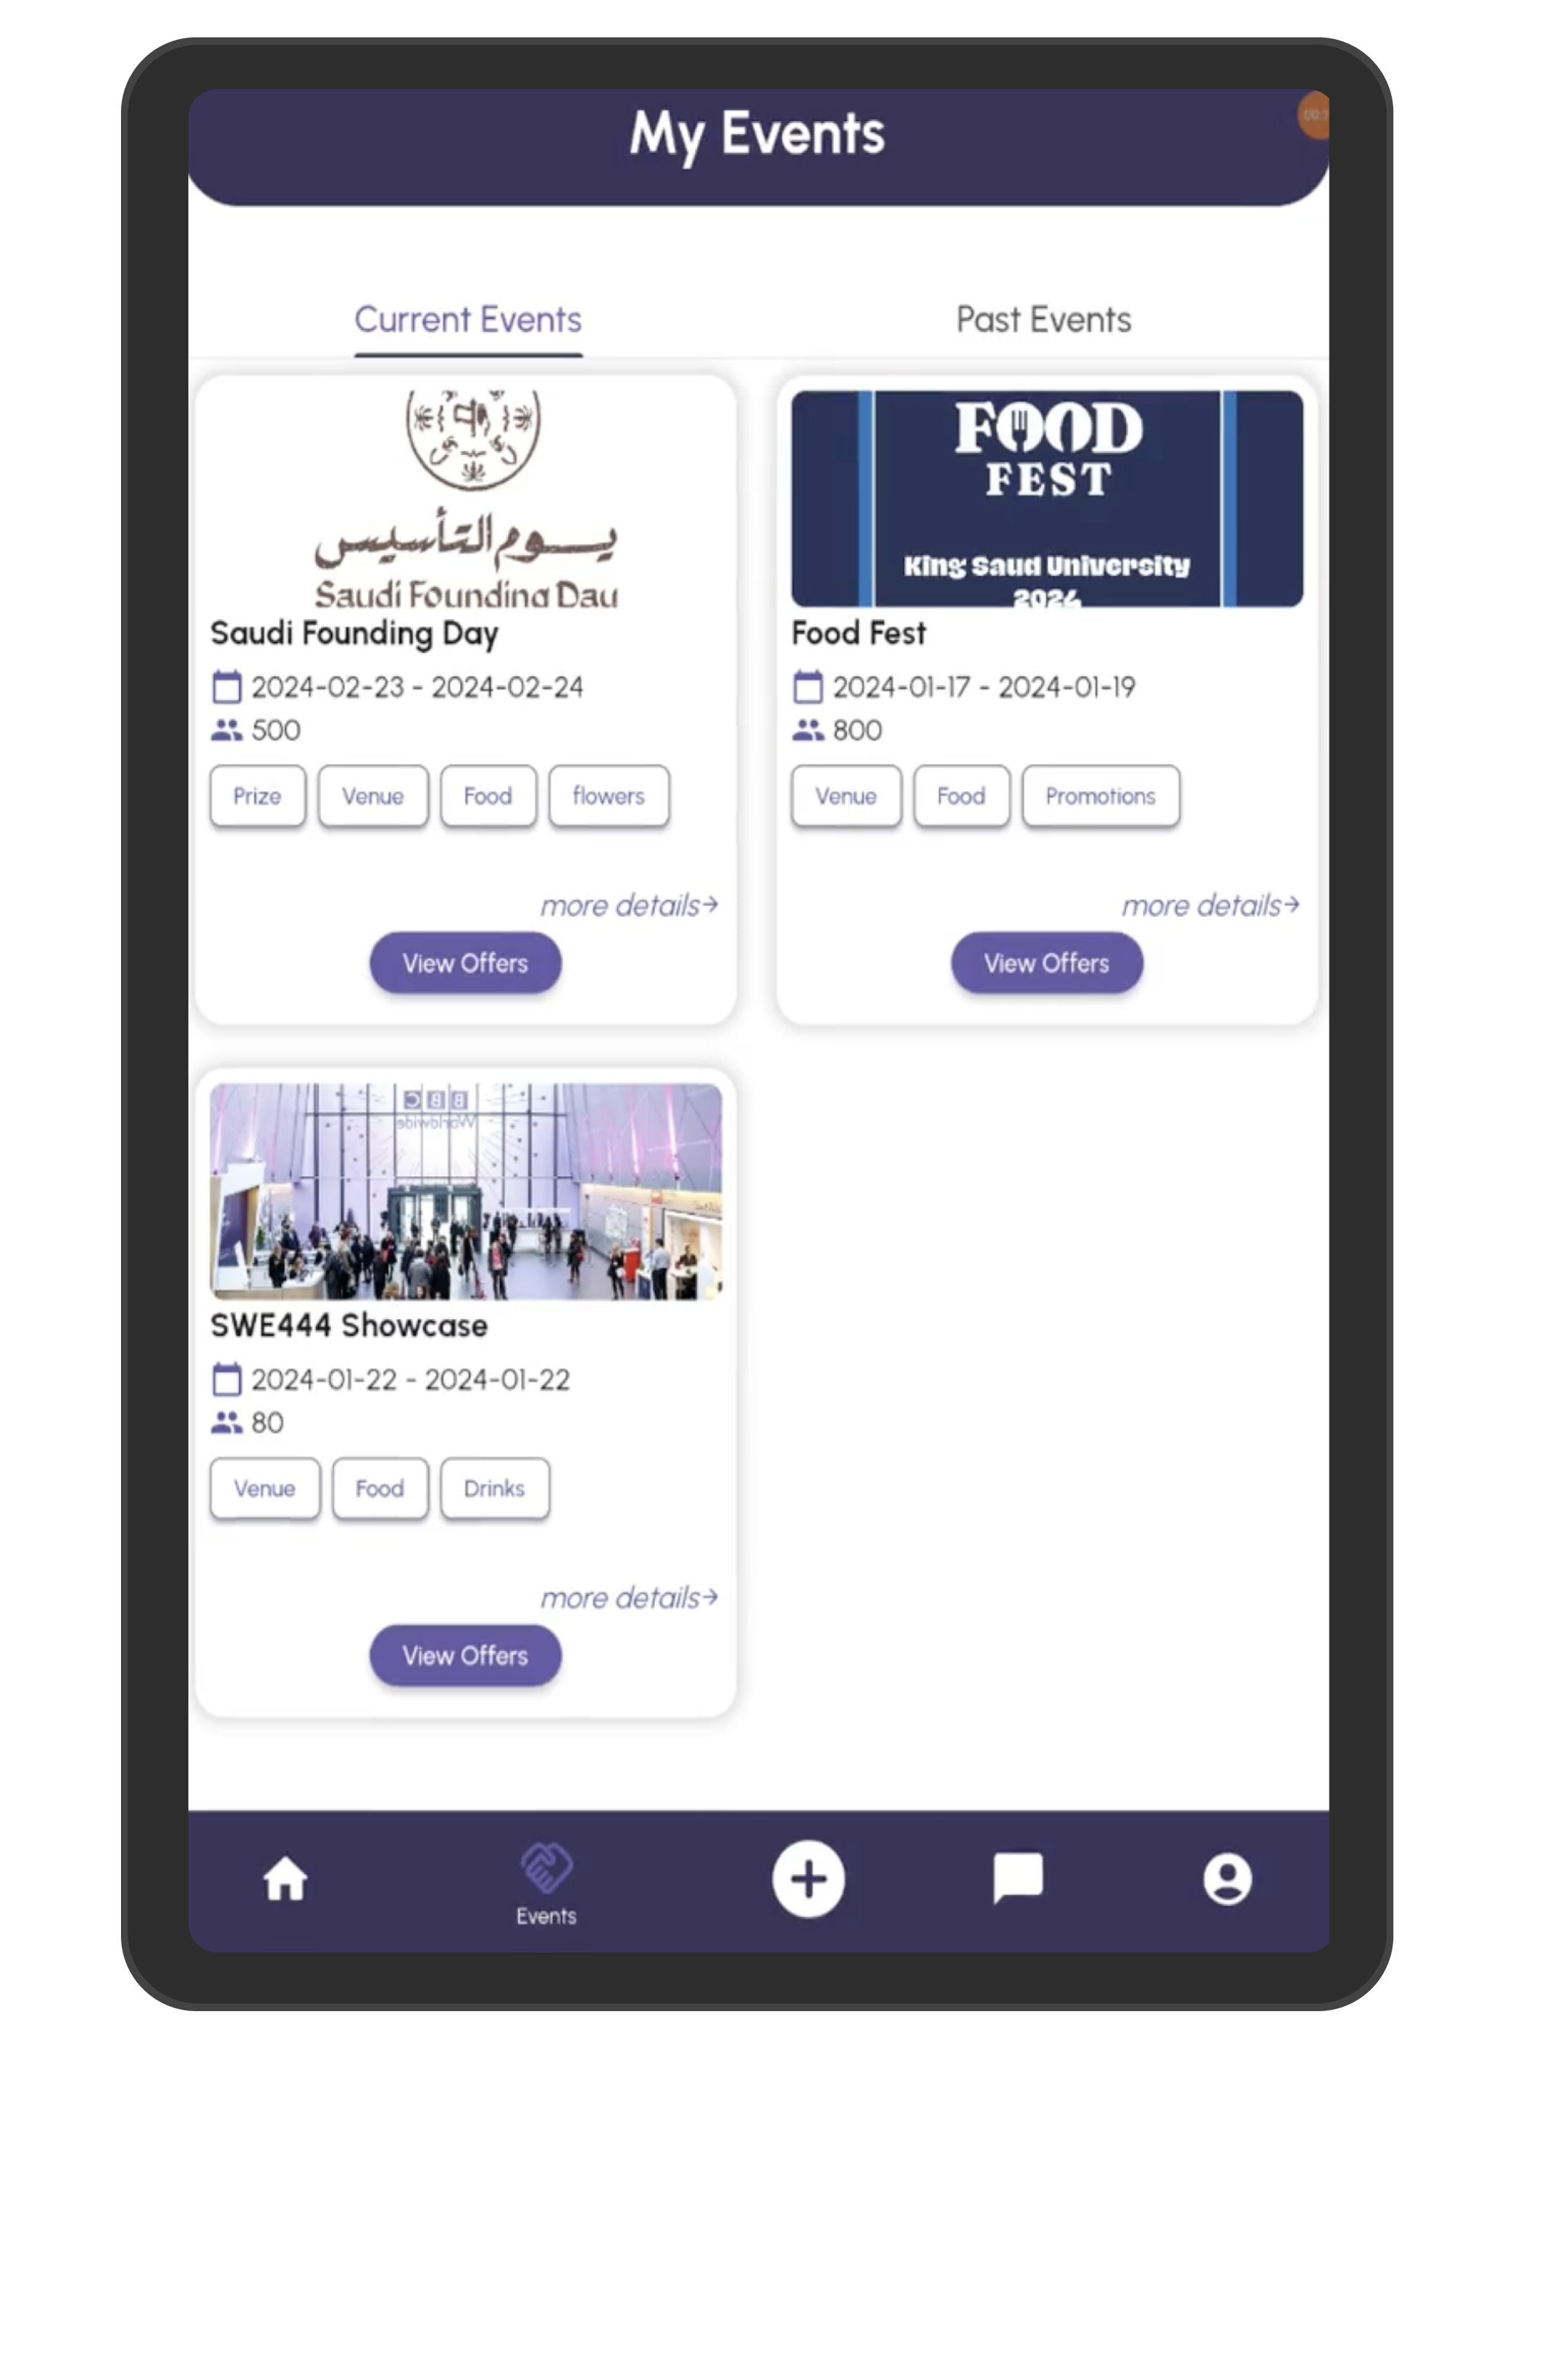 My Events
Current Events
Past Events
يوم التأسيس
Saudi Founding Day
Saudi Founding Day
2024-02-23 - 2024-02-24
500
Prize
Venue
Food
flowers
more details→
View Offers
FOOD
FEST
King Saud University
2024
Food Fest
2024-01-17 - 2024-01-19
800
Venue
Food
Promotions
more details→
View Offers
BBC
Worldwide
SWE444 Showcase
2024-01-22 - 2024-01-22
80
Venue
Food
Drinks
more details→
View Offers
Events